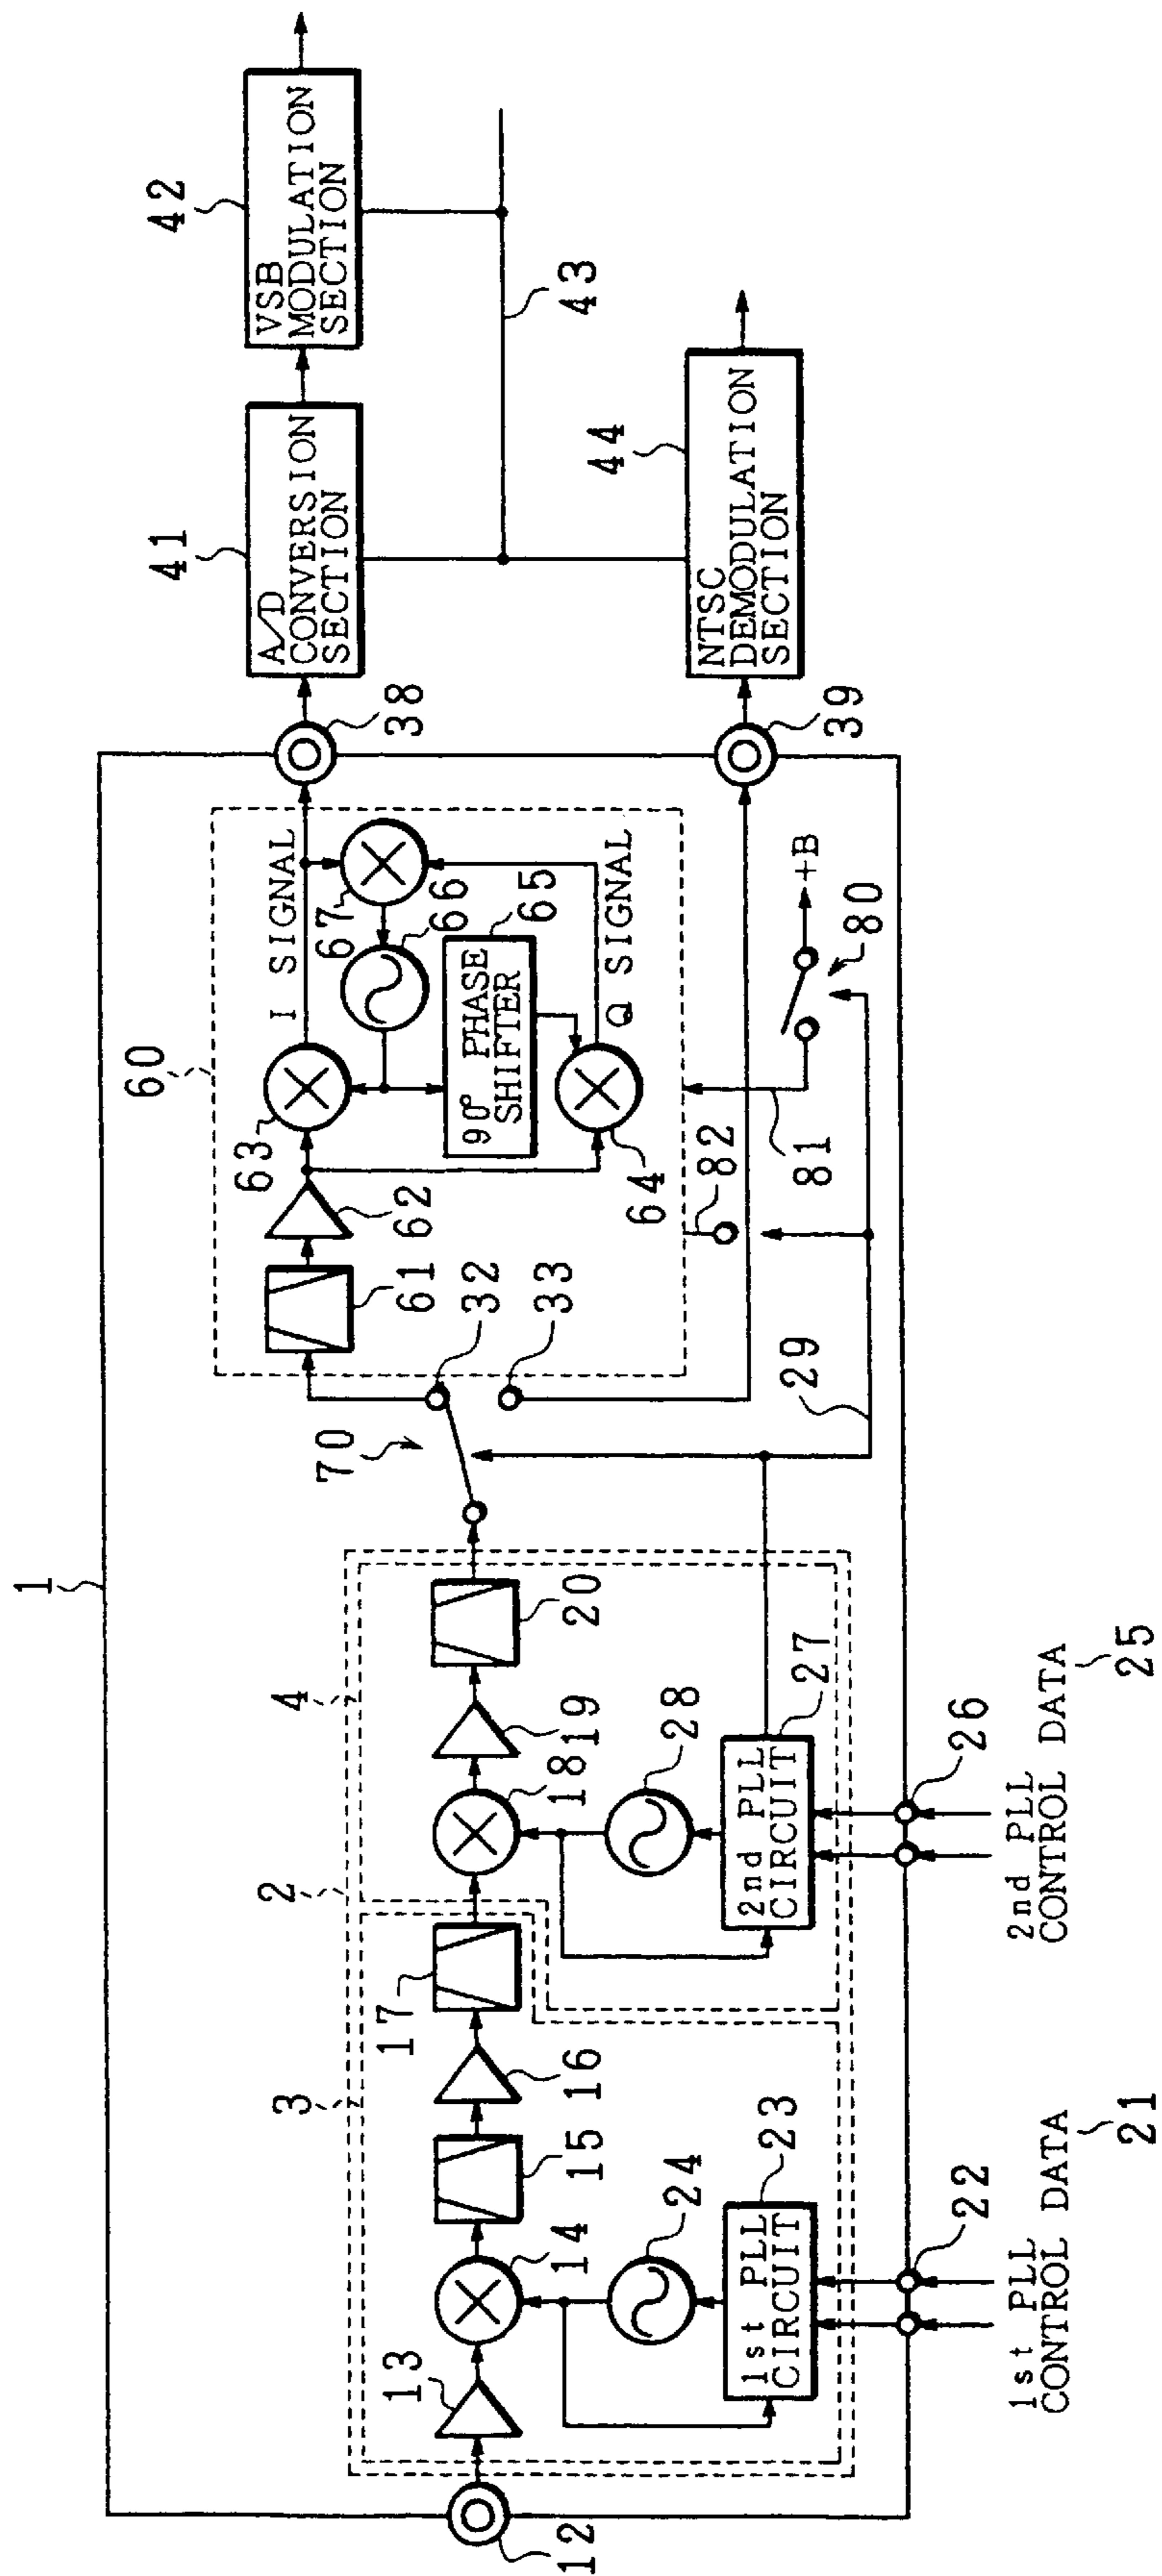 1
60
42
VSB
MODULATION
SECTION
41
A/D
CONVERSION
SECTION
43
44
NTSC
DEMODULATION
SECTION
38
39
I SIGNAL
67
66
65
90° PHASE
SHIFTER
Q SIGNAL
63
62
64
61
82
81
80
+B
32
33
70
29
2
3
4
12
13
14
15
16
17
18
19
20
24
23
1st PLL
CIRCUIT
28
27
2nd PLL
CIRCUIT
22
1st PLL
CONTROL DATA
21
26
2nd PLL
CONTROL DATA
25